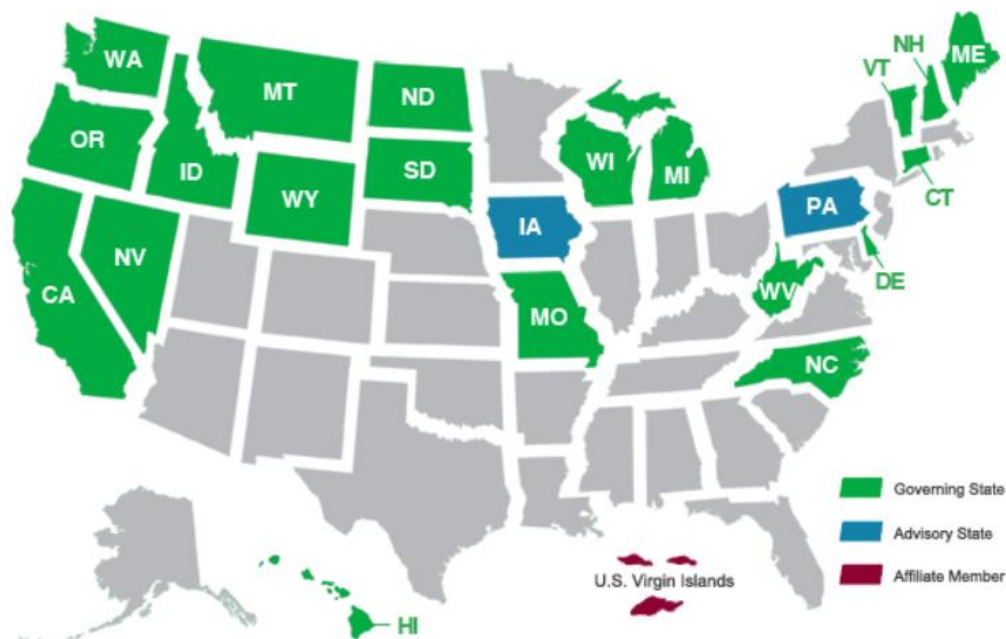 WA
MT
ND
OR
ID
SD
WY
NV
CA
WI
MI
IA
MO
PA
WV
NC
NH
ME
VT
CT
DE
HI
U.S. Virgin Islands
Governing State
Advisory State
Affiliate Member